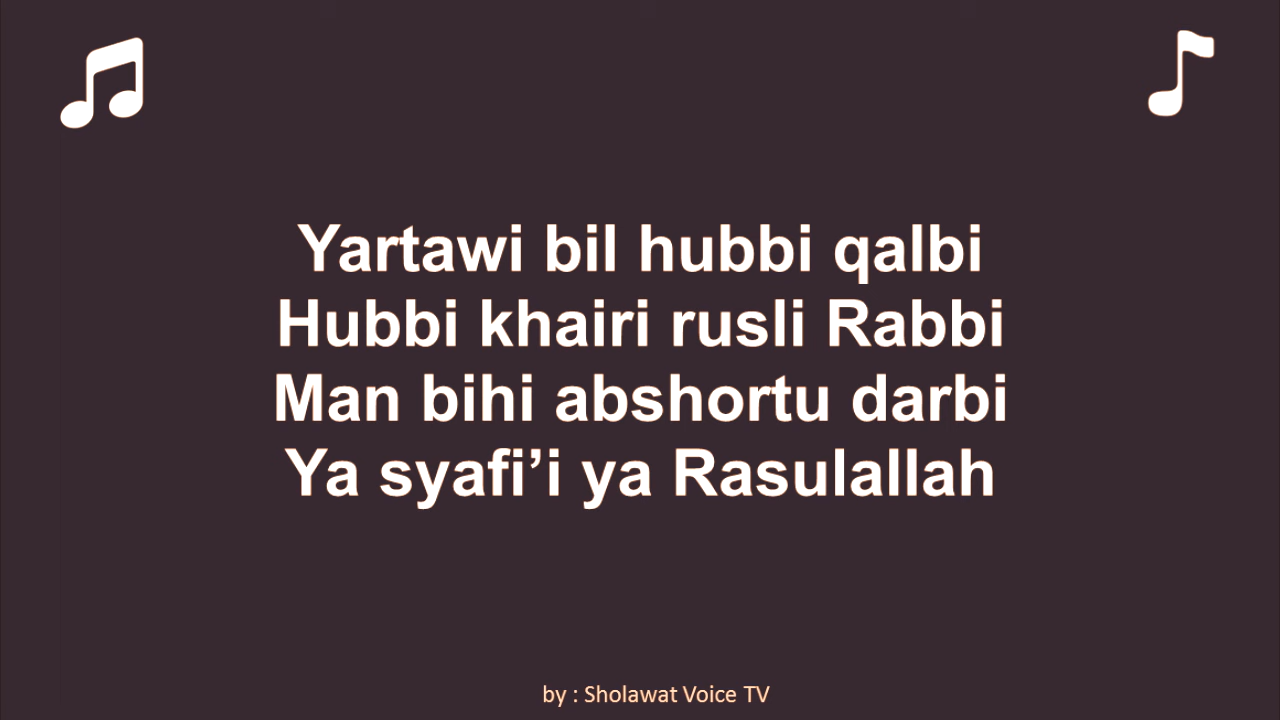 Yartawi bil hubbi qalbi
Hubbi khairi rusli Rabbi
Man bihi abshortu darbi
Ya syafi’i ya Rasulallah
by : Sholawat Voice TV